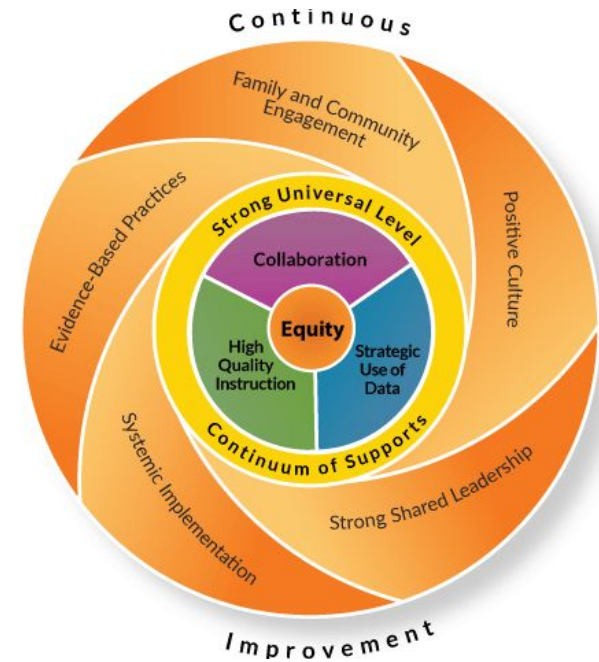 Continuous
Family and Community
Engagement
Positive Culture
Evidence-Based Practices
Strong Universal Level
Collaboration
Equity
High
Quality
Instruction
Strategic
Use of
Data
Continuum of Supports
Systemic Implementation
Strong Shared Leadership
Improvement